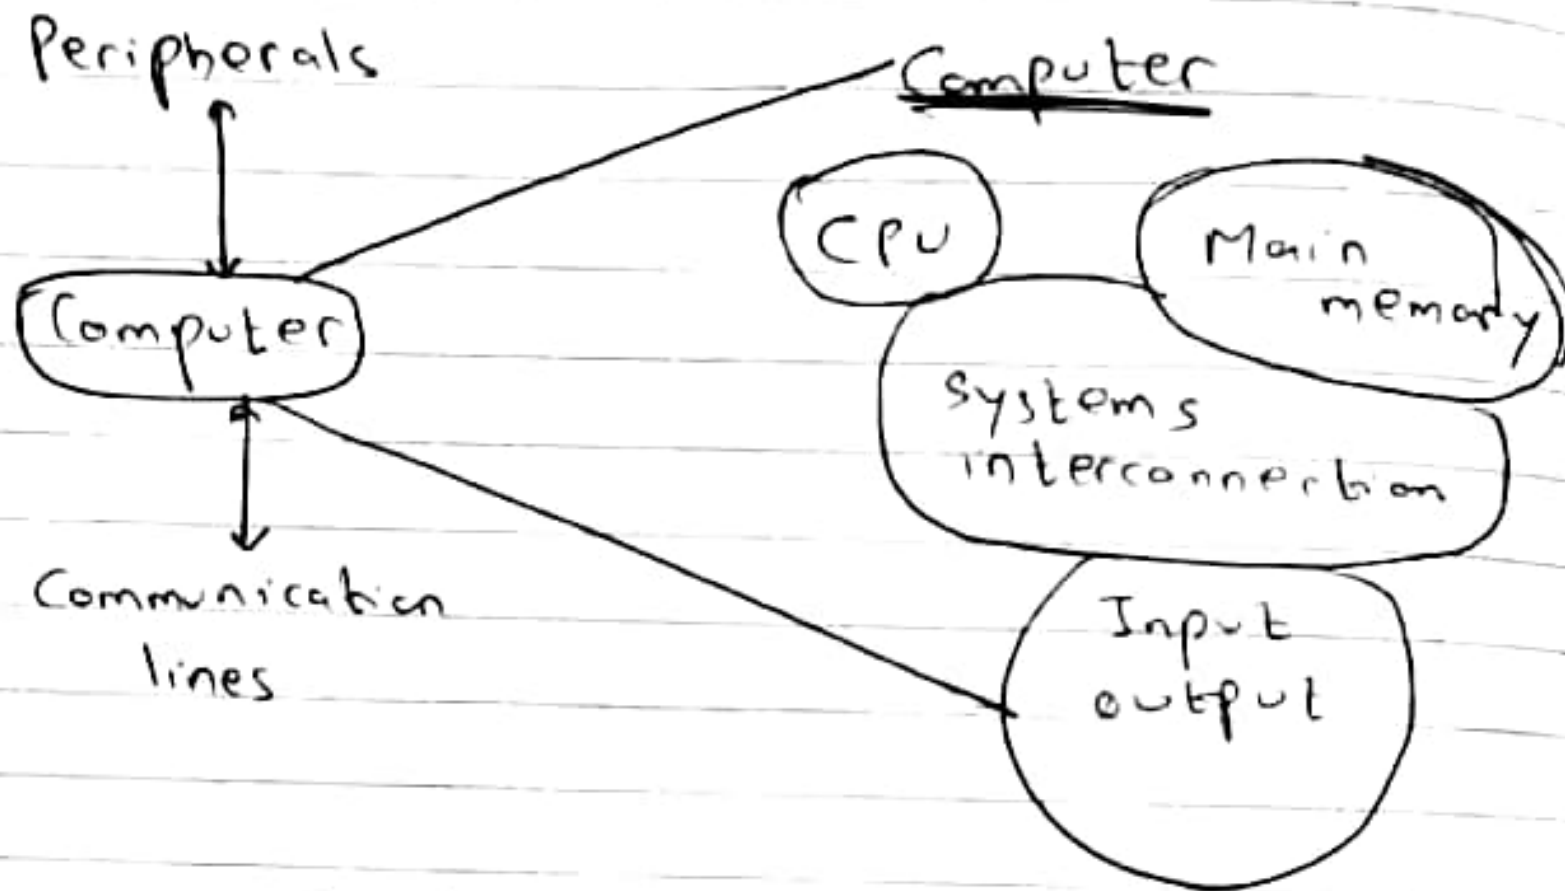 Peripherals
Computer
CPU
Main
memory
Computer
Systems
interconnection
Communication
lines
Input
output